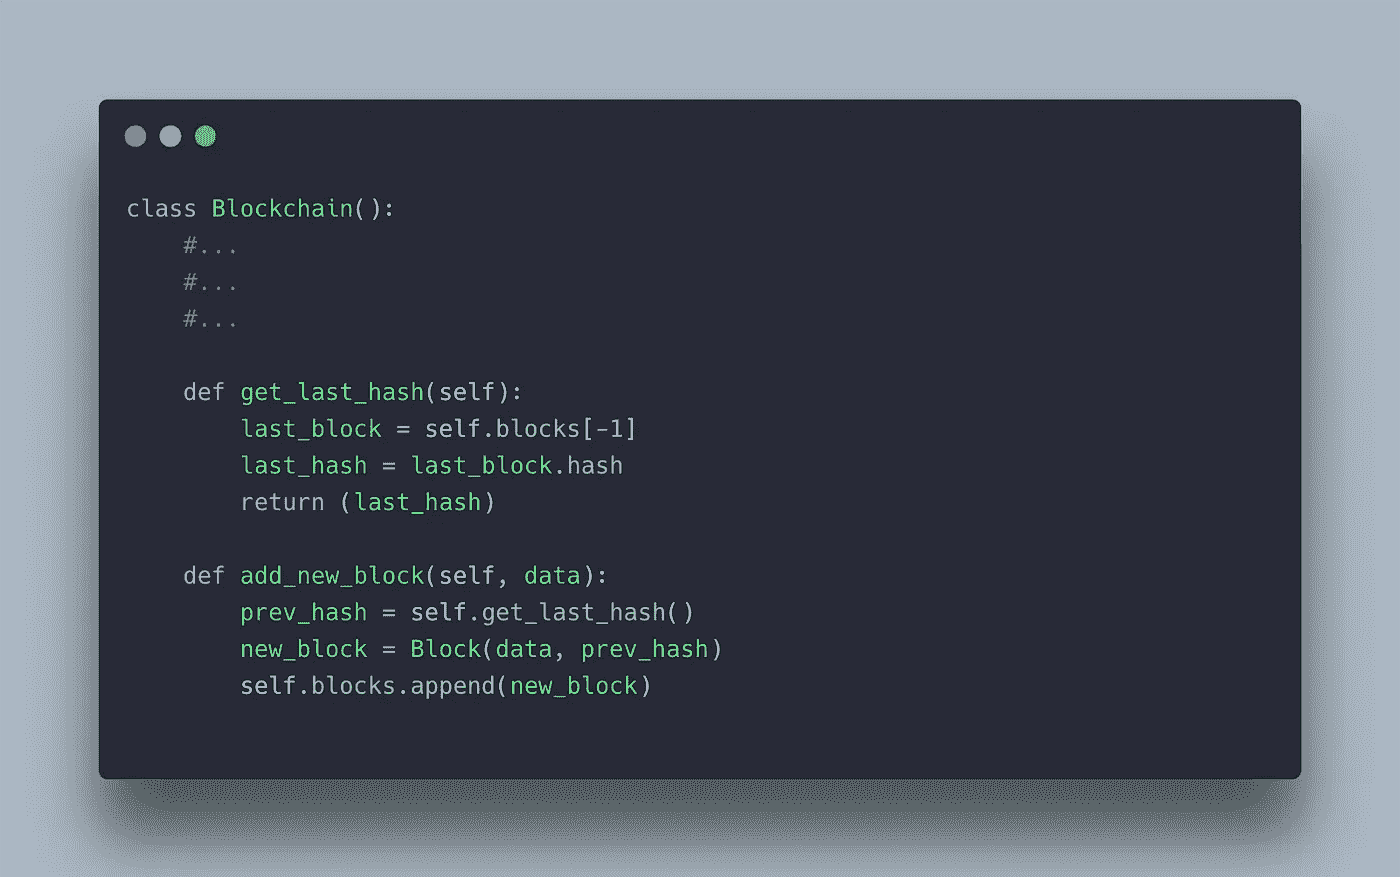 class Blockchain():
    #...
    #...
    #...
    def get_last_hash(self):
        last_block = self.blocks[-1]
        last_hash = last_block.hash
        return (last_hash)
    def add_new_block(self, data):
        prev_hash = self.get_last_hash()
        new_block = Block(data, prev_hash)
        self.blocks.append(new_block)